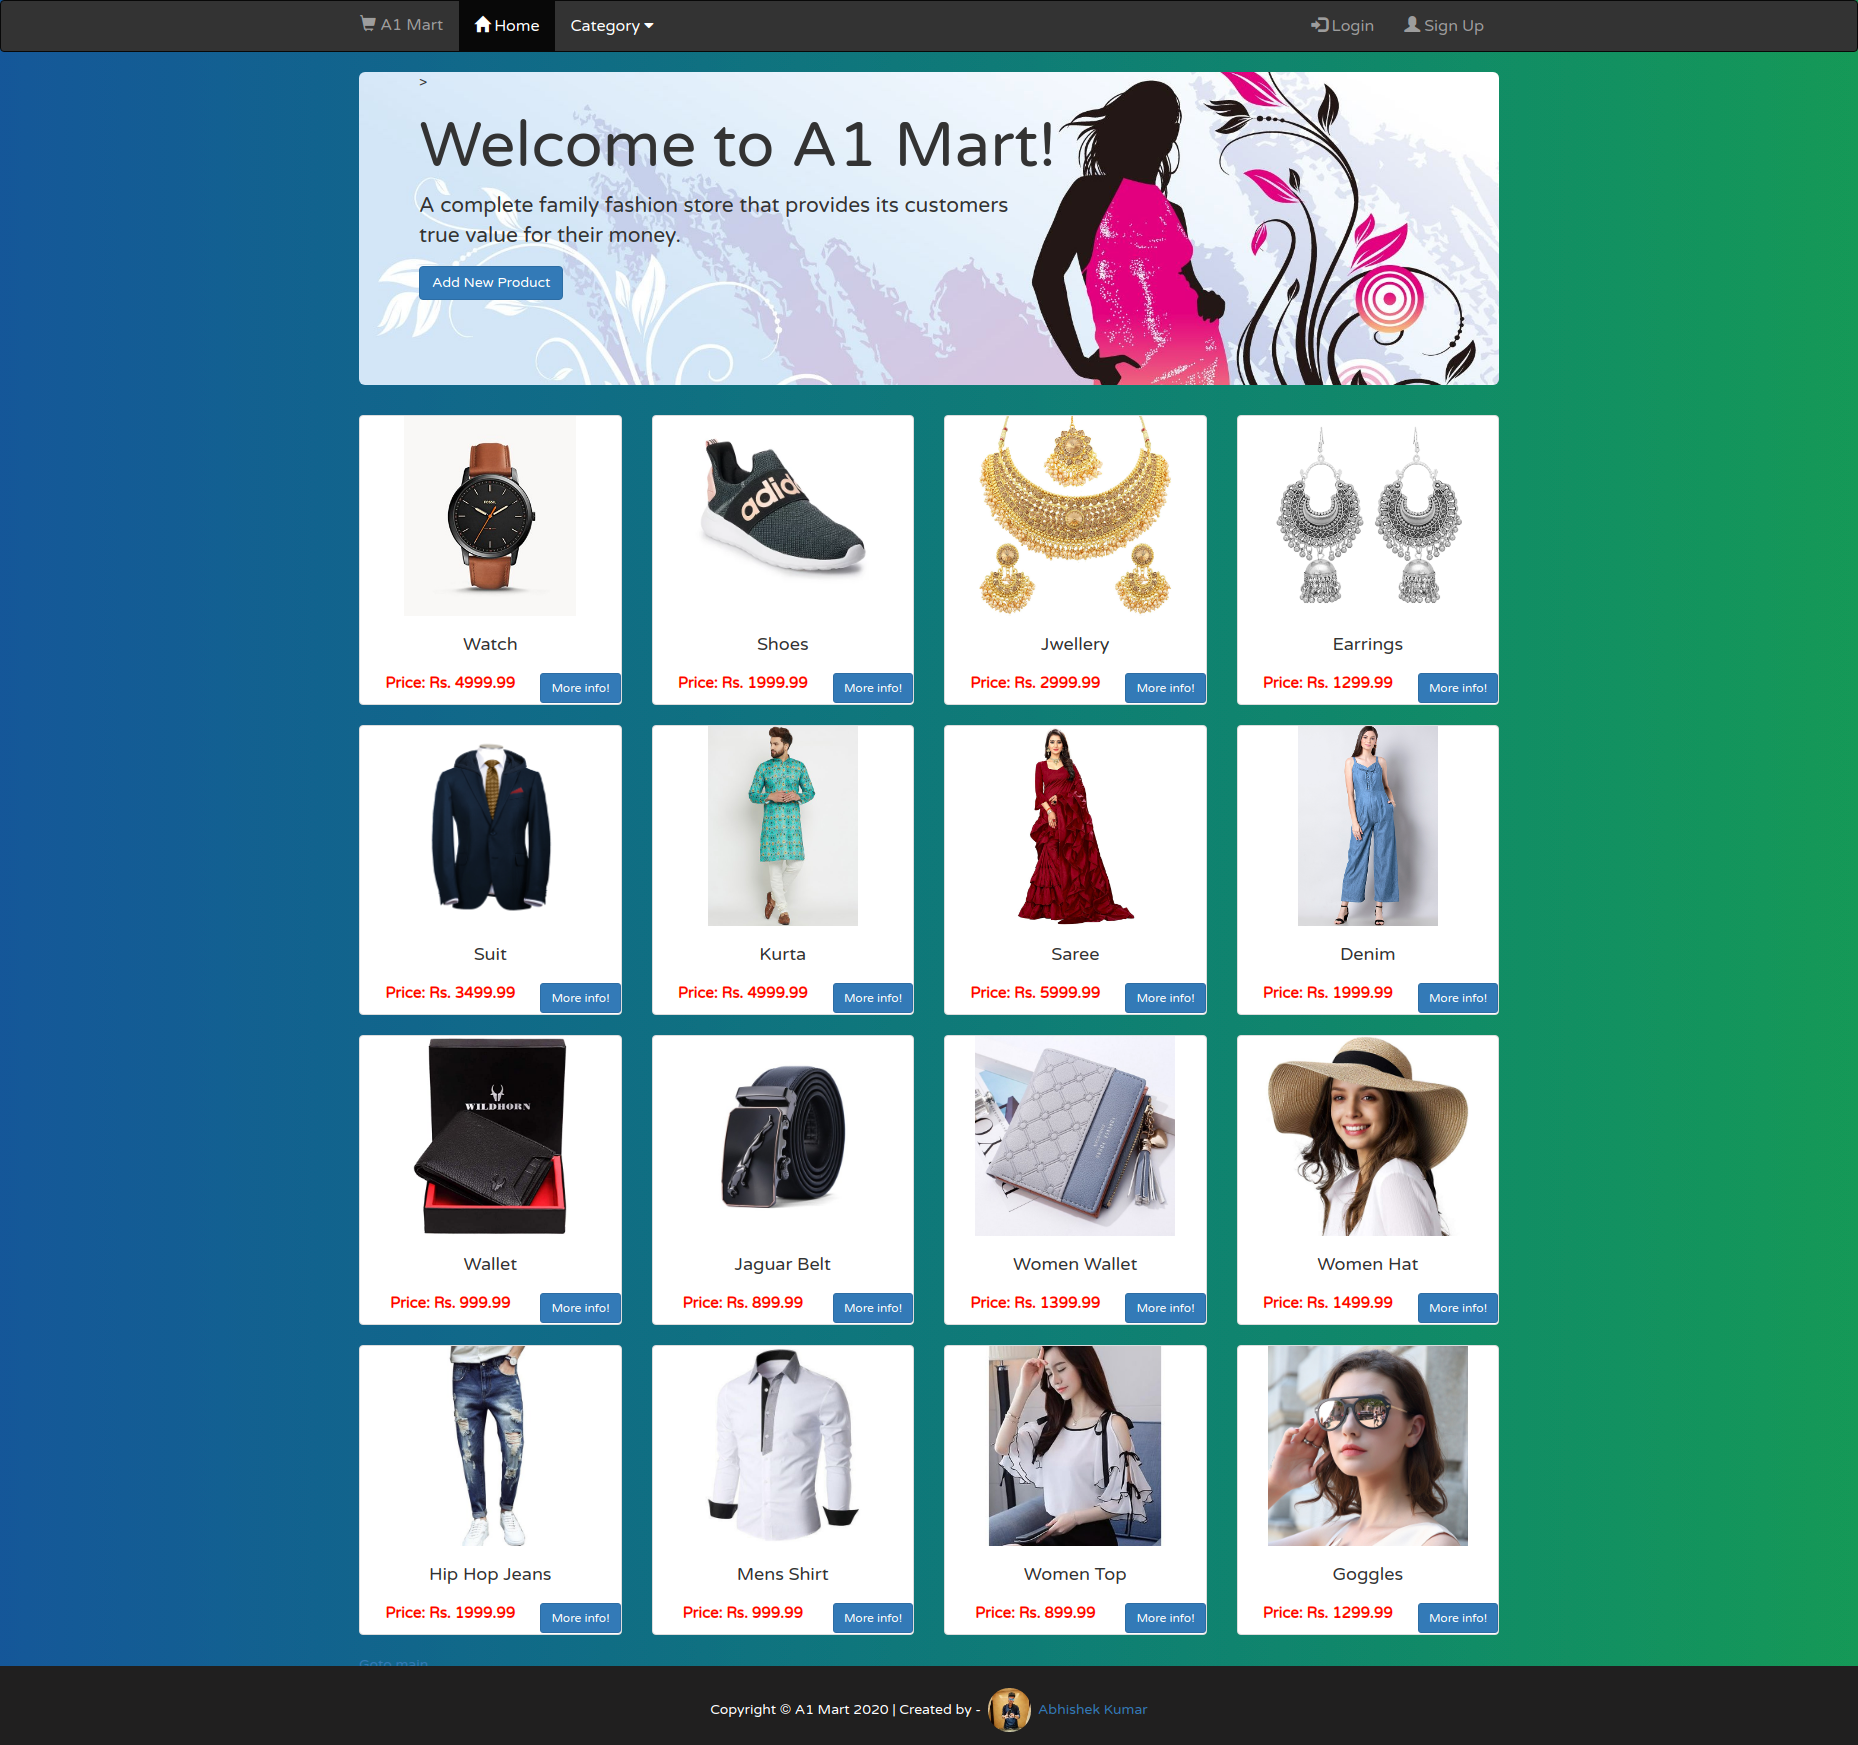 A1 Mart Home Category Login Sign Up
>
Welcome to A1 Mart!
A complete family fashion store that provides its customers
true value for their money.
Add New Product
FOSSIL
adida
Watch Shoes Jwellery Earrings
Price: Rs. 4999.99 More info! Price: Rs. 1999.99 More info! Price: Rs. 2999.99 More info! Price: Rs. 1299.99 More info!
Suit Kurta Saree Denim
Price: Rs. 3499.99 More info! Price: Rs. 4999.99 More info! Price: Rs. 5999.99 More info! Price: Rs. 1999.99 More info!
WILDHORN
Wallet Jaguar Belt Women Wallet Women Hat
Price: Rs. 999.99 More info! Price: Rs. 899.99 More info! Price: Rs. 1399.99 More info! Price: Rs. 1499.99 More info!
Hip Hop Jeans Mens Shirt Women Top Goggles
Price: Rs. 1999.99 More info! Price: Rs. 999.99 More info! Price: Rs. 899.99 More info! Price: Rs. 1299.99 More info!
Goto main
Copyright © A1 Mart 2020 | Created by - Abhishek Kumar